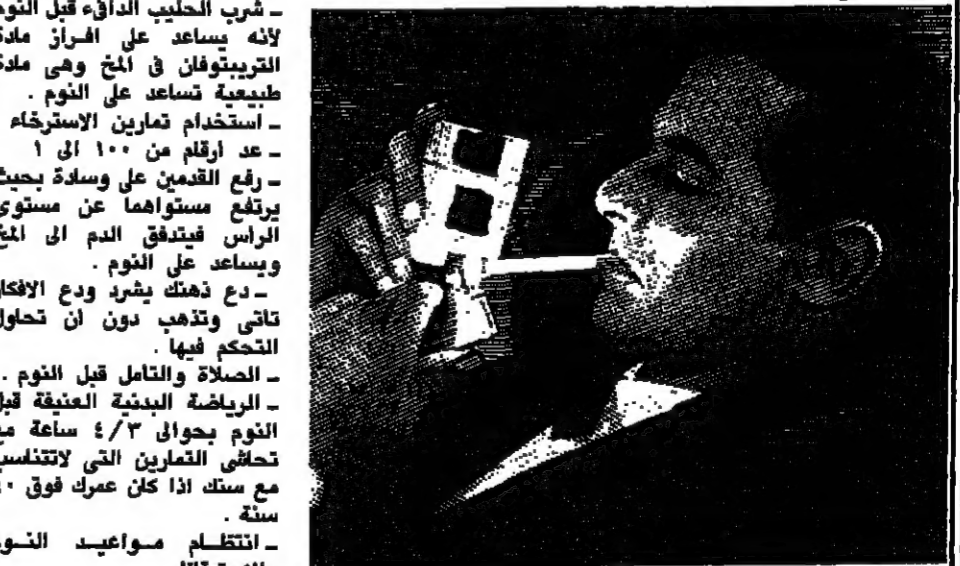 ـ شرب الحليب الدافىء قبل النوم
لأنه يساعد على افراز مادة
التريبتوفان فى المخ وهى مادة
طبيعية تساعد على النوم .
ـ استخدام تمارين الاسترخاء
ـ عد أرقام من ١٠٠ الى ١
ـ رفع القدمين على وسادة بحيث
يرتفع مستواهما عن مستوى
الرأس فيتدفق الدم الى المخ
ويساعد على النوم .
ـ دع ذهنك يشرد ودع الافكار
تاتى وتذهب دون ان تحاول
التحكم فيها .
ـ الصلاة والتأمل قبل النوم .
ـ الرياضة البدنية العنيفة قبل
النوم بحوالى ٤/٣ ساعة مع
تحاشى التمارين التى لاتتناسب
مع سنك اذا كان عمرك فوق ٤٠
سنة .
ـ انتظام مواعيد النوم